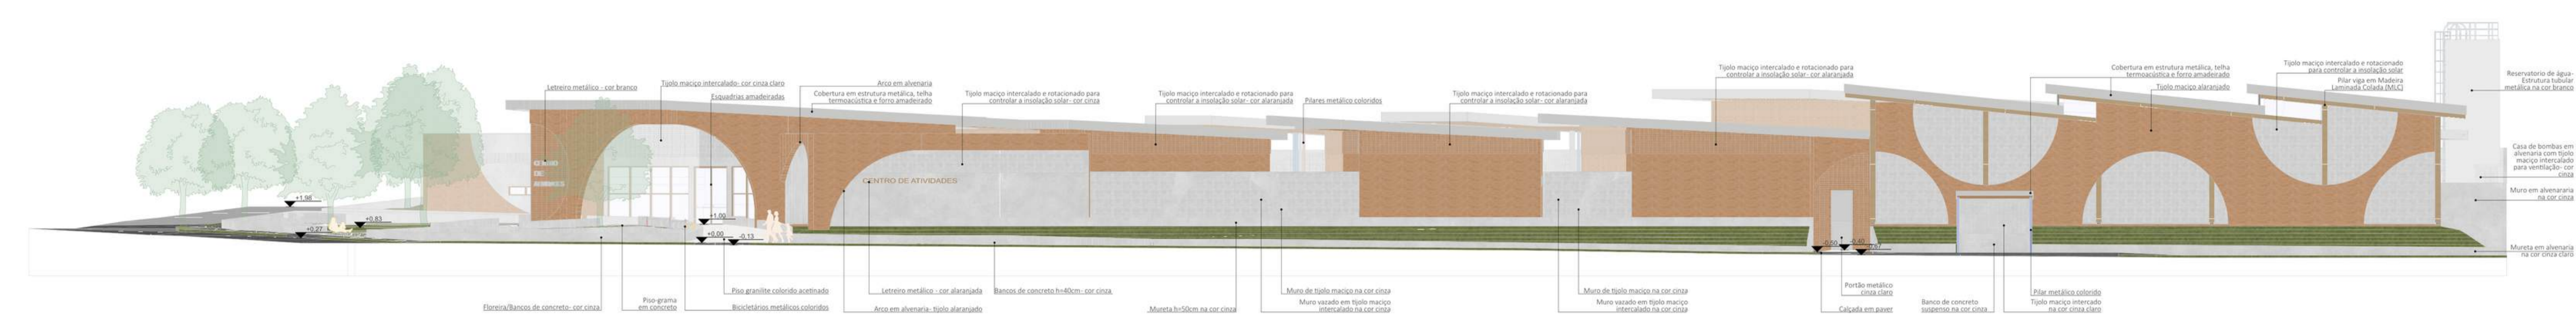 Letreiro metálico - cor branco
Tijolo maciço intercalado- cor cinza claro
Esquadrias amadeiradas
Arco em alvenaria
Cobertura em estrutura metálica, telha
termoacústica e forro amadeirado
Tijolo maciço intercalado e rotacionado para
controlar a insolação solar- cor cinza
Tijolo maciço intercalado e rotacionado para
controlar a insolação solar- cor alaranjada
Pilares metálico coloridos
Tijolo maciço intercalado e rotacionado para
controlar a insolação solar- cor alaranjada
Tijolo maciço intercalado e rotacionado para
controlar a insolação solar- cor alaranjada
Cobertura em estrutura metálica, telha
termoacústica e forro amadeirado
Tijolo maciço alaranjado
Tijolo maciço intercalado e rotacionado
para controlar a insolação solar
Pilar viga em Madeira
Laminada Colada (MLC)
Reservatorio de água-
Estrutura tubular
metálica na cor branco
Casa de bombas em
alvenaria com tijolo
maciço intercalado
para ventilação- cor
cinza
Muro em alvenararia
na cor cinza
Mureta em alvenaria
na cor cinza claro
CENTRO DE ATIVIDADES
DE
+1,98
+0,27
+0,83
+1,00
+0,00
-0,13
-0,50
Floreira/Bancos de concreto- cor cinza
Piso-grama
em concreto
Piso granilite colorido acetinado
Bicicletários metálicos coloridos
Letreiro metálico - cor alaranjada
Arco em alvenaria- tijolo alaranjado
Bancos de concreto h=40cm- cor cinza
Mureta h=50cm na cor cinza
Muro de tijolo maciço na cor cinza
Muro vazado em tijolo maciço
intercalado na cor cinza
Muro de tijolo maciço na cor cinza
Muro vazado em tijolo maciço
intercalado na cor cinza
Portão metálico
cinza claro
Calçada em paver
Banco de concreto
suspenso na cor cinza
Pilar metálico colorido
Tijolo maciço intercado
na cor cinza claro